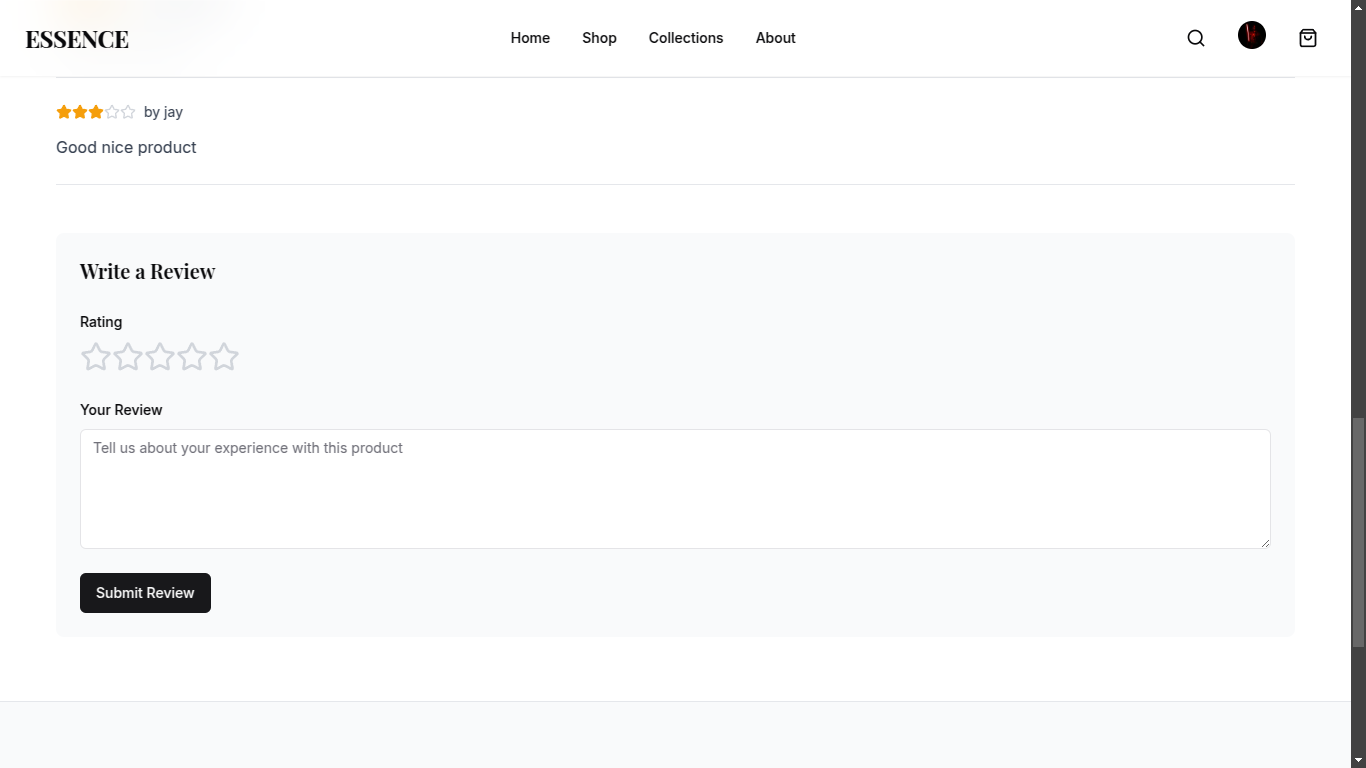 ESSENCE
Home
Shop
Collections
About
by jay
Good nice product
Write a Review
Rating
Your Review
Tell us about your experience with this product
Submit Review